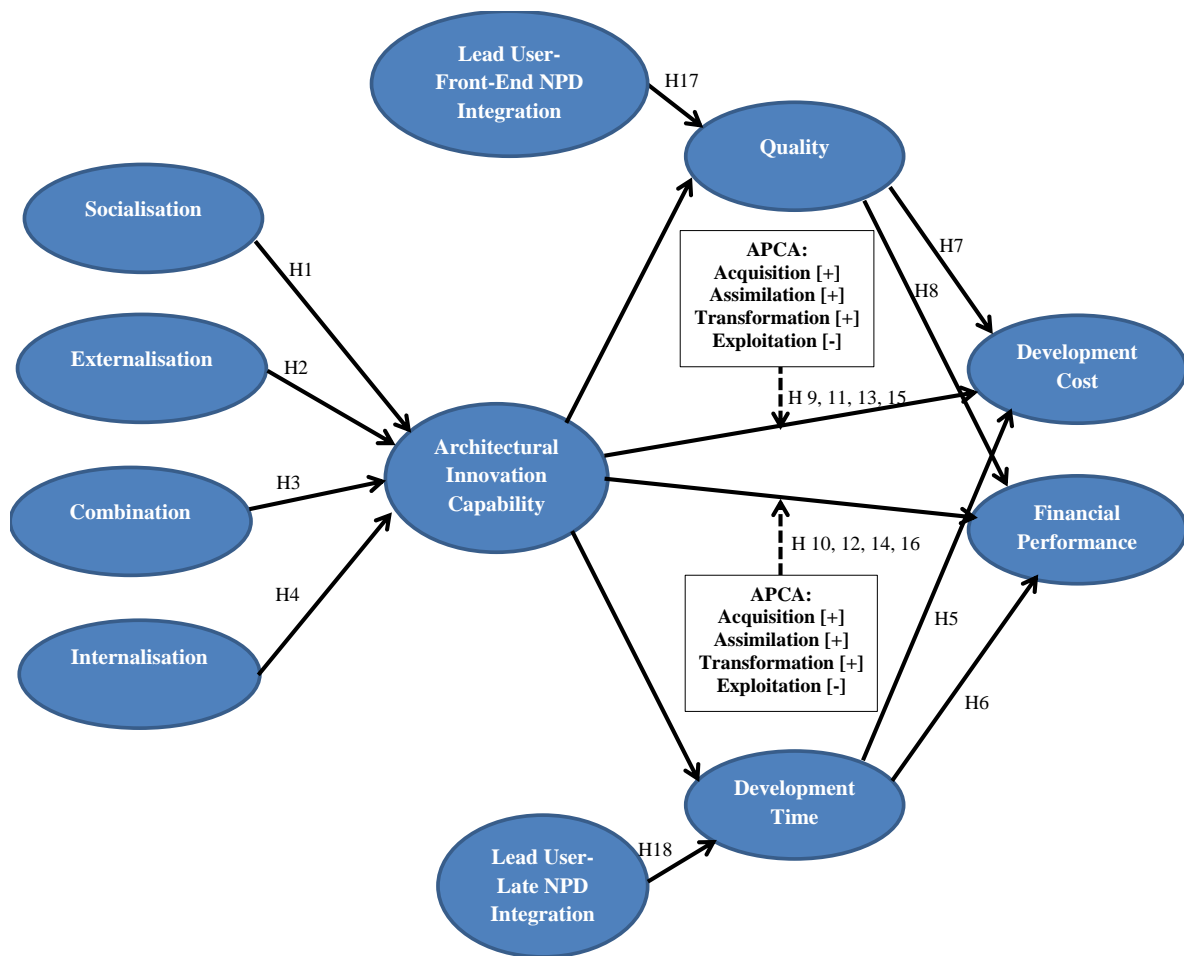 Lead User-
Front-End NPD
Integration
H17
Quality
Socialisation
H1
APCA:
Acquisition [+]
Assimilation [+]
Transformation [+]
Exploitation [-]
H7
H8
Externalisation
H2
Development
Cost
H 9, 11, 13, 15
Architectural
Innovation
Capability
Combination
H3
Financial
Performance
H 10, 12, 14, 16
H4
APCA:
Acquisition [+]
Assimilation [+]
Transformation [+]
Exploitation [-]
H5
Internalisation
H6
Development
Time
H18
Lead User-
Late NPD
Integration